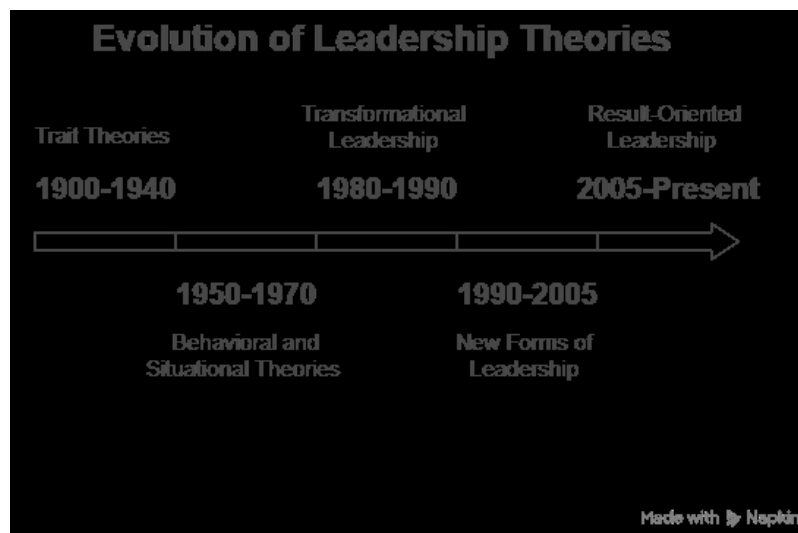 Evolution of Leadership Theories
Trait Theories
1900-1940
Transformational
Leadership
1980-1990
Result-Oriented
Leadership
2005-Present
1950-1970
Behavioral and
Situational Theories
1990-2005
New Forms of
Leadership
Made with Napkin